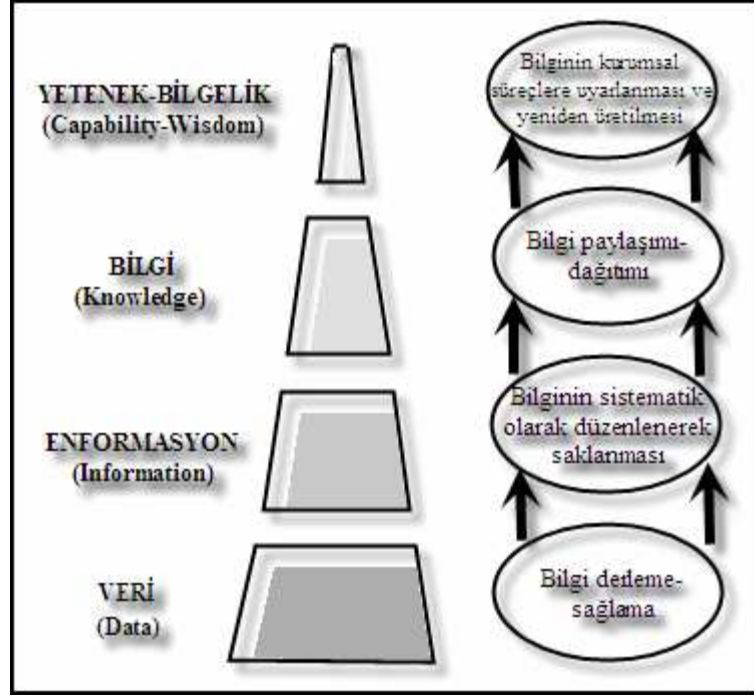 YETENEK-BİLGELİK
(Capability-Wisdom)
Bilginin kurumsal
süreçlere uyarlanması ve
yeniden üretilmesi
BİLGİ
(Knowledge)
Bilgi paylaşımı-
dağıtımı
ENFORMASYON
(Information)
Bilginin sistematik
olarak düzenlenerek
saklanması
VERİ
(Data)
Bilgi derleme-
sağlama